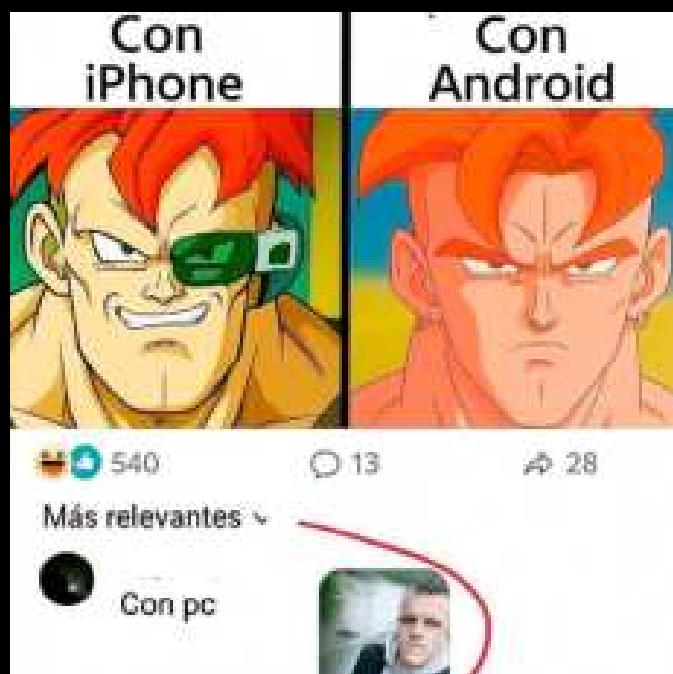 Con
iPhone
Con
Android
540
13
28
Más relevantes
Con pc